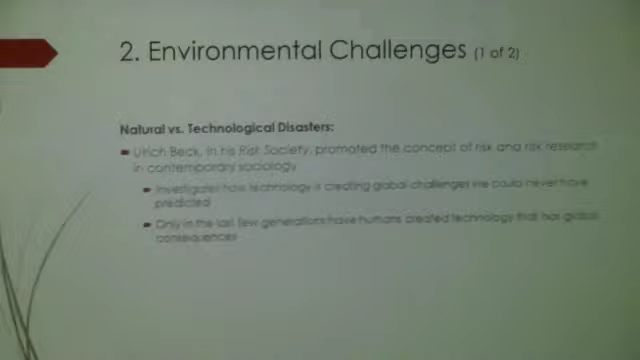 2. Environmental Challenges (1 of 2)
Natural vs. Technological Disasters:
Ulrich Beck, in his Risk Society, promoted the concept of risk and risk research
in contemporary sociology
Investigates how technology is creating global challenges we could never have
predicted
Only in the last few generations have humans created technology that has global
consequences